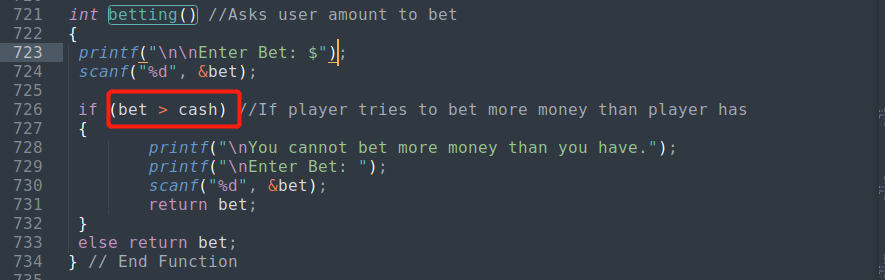 721 int betting() //Asks user amount to bet
722 {
723 printf("\n\nEnter Bet: $");
724 scanf("%d", &bet);
725
726 if (bet > cash) //If player tries to bet more money than player has
727 {
728 printf("\nYou cannot bet more money than you have.");
729 printf("\nEnter Bet: ");
730 scanf("%d", &bet);
731 return bet;
732 }
733 else return bet;
734 } // End Function